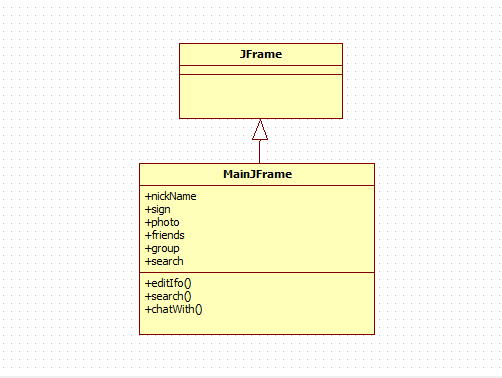 JFrame
MainJFrame
+nickName
+sign
+photo
+friends
+group
+search
+editIfo()
+search()
+chatWith()